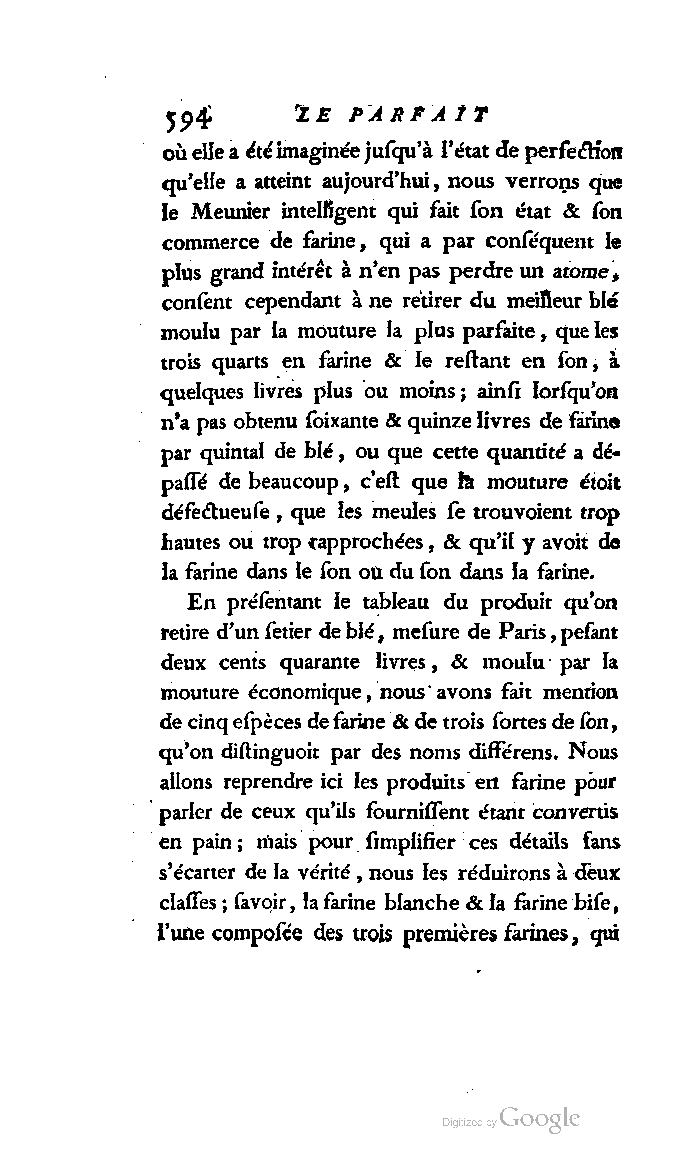 594 LE PARFAIT
où elle a été imaginée juſqu'à l'état de perfection
qu'elle a atteint aujourd'hui, nous verrons que
le Meunier intelligent qui fait ſon état & ſon
commerce de farine, qui a par conſéquent le
plus grand intérêt à n'en pas perdre un atome,
conſent cependant à ne retirer du meilleur blé
moulu par la mouture la plus parfaite, que les
trois quarts en farine & le reſtant en ſon, à
quelques livres plus ou moins; ainſi lorſqu'on
n'a pas obtenu ſoixante & quinze livres de farine
par quintal de blé, ou que cette quantité a dé-
paſſé de beaucoup, c'eſt que la mouture étoit
défectueuſe, que les meules ſe trouvoient trop
hautes ou trop rapprochées, & qu'il y avoit de
la farine dans le ſon ou du ſon dans la farine.
En préſentant le tableau du produit qu'on
retire d'un ſetier de blé, meſure de Paris, peſant
deux cents quarante livres, & moulu par la
mouture économique, nous avons fait mention
de cinq eſpèces de farine & de trois ſortes de ſon,
qu'on diſtinguoit par des noms différens. Nous
allons reprendre ici les produits en farine pour
parler de ceux qu'ils fourniſſent étant convertis
en pain; mais pour ſimplifier ces détails ſans
s'écarter de la vérité, nous les réduirons à deux
claſſes; ſavoir, la farine blanche & la farine biſe,
l'une compoſée des trois premières farines, qui
Digitized by Google